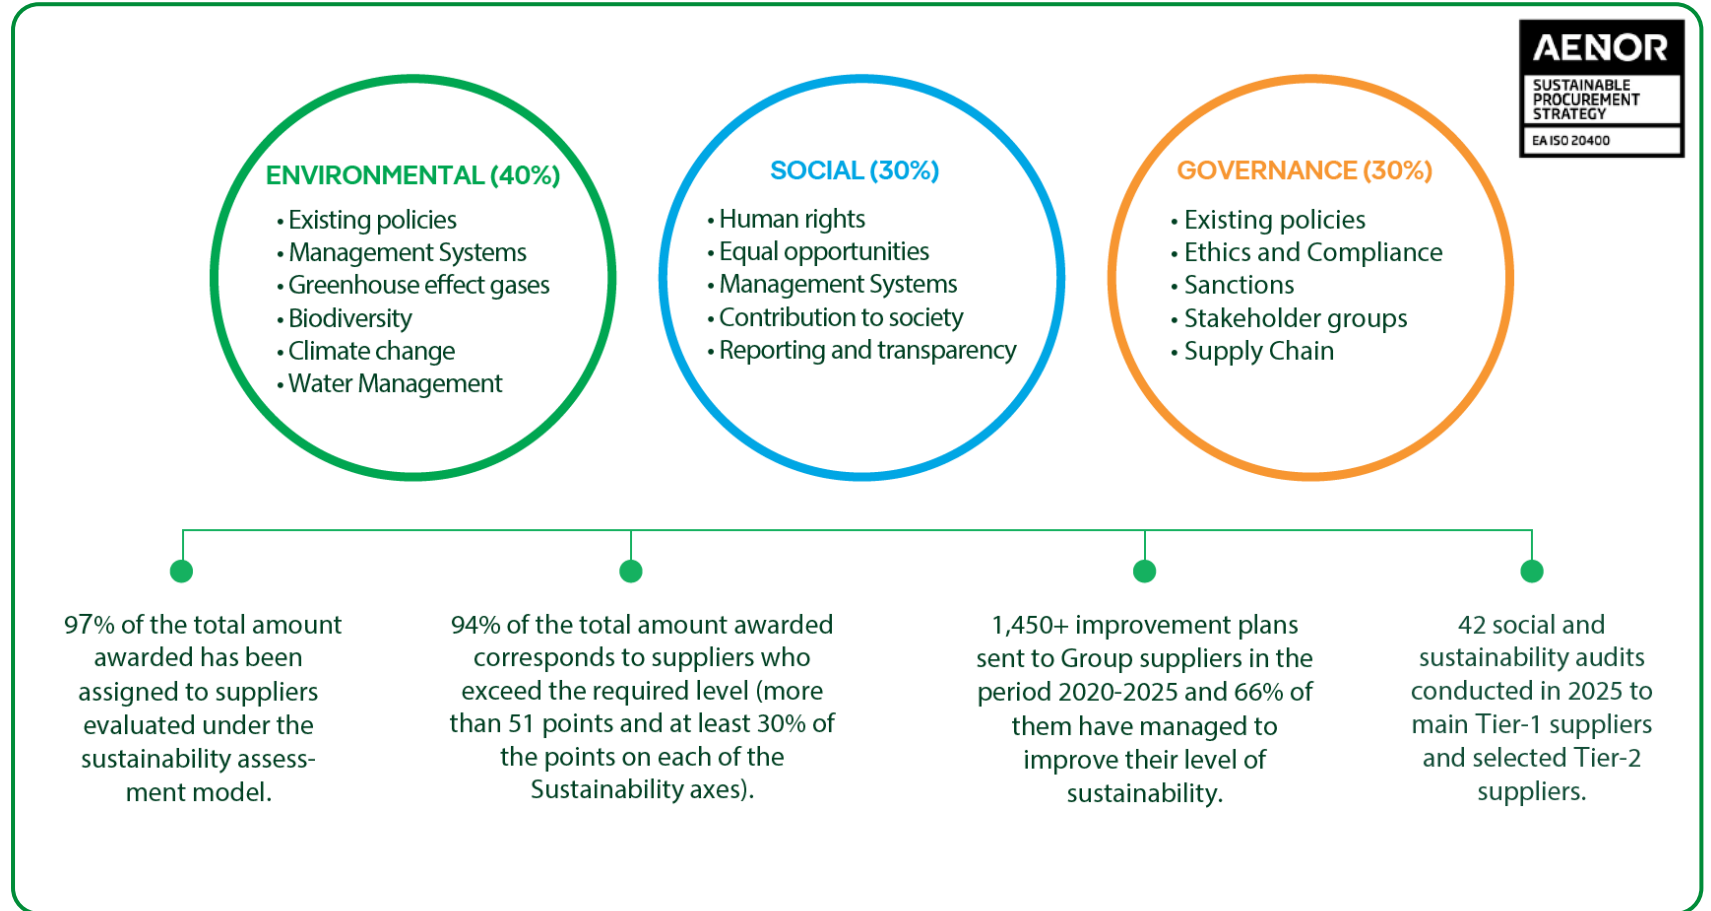 AENOR
SUSTAINABLE
PROCUREMENT
STRATEGY
EA ISO 20400
ENVIRONMENTAL (40%)
• Existing policies
• Management Systems
• Greenhouse effect gases
• Biodiversity
• Climate change
• Water Management
SOCIAL (30%)
• Human rights
• Equal opportunities
• Management Systems
• Contribution to society
• Reporting and transparency
GOVERNANCE (30%)
• Existing policies
• Ethics and Compliance
• Sanctions
• Stakeholder groups
• Supply Chain
97% of the total amount
awarded has been
assigned to suppliers
evaluated under the
sustainability assess-
ment model.
94% of the total amount awarded
corresponds to suppliers who
exceed the required level (more
than 51 points and at least 30% of
the points on each of the
Sustainability axes).
1,450+ improvement plans
sent to Group suppliers in the
period 2020-2025 and 66% of
them have managed to
improve their level of
sustainability.
42 social and
sustainability audits
conducted in 2025 to
main Tier-1 suppliers
and selected Tier-2
suppliers.